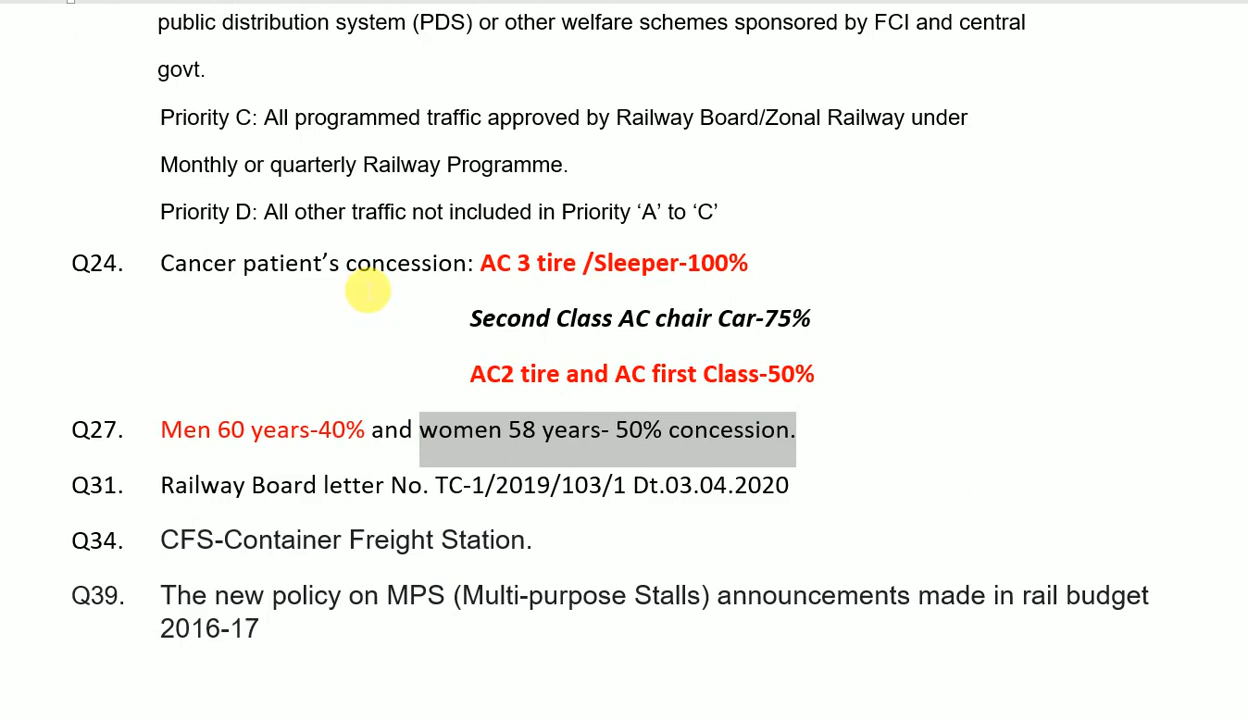 public distribution system (PDS) or other welfare schemes sponsored by FCI and central
govt.
Priority C: All programmed traffic approved by Railway Board/Zonal Railway under
Monthly or quarterly Railway Programme.
Priority D: All other traffic not included in Priority ‘A’ to ‘C’
Q24. Cancer patient’s concession: AC 3 tire /Sleeper-100%
Second Class AC chair Car-75%
AC2 tire and AC first Class-50%
Q27. Men 60 years-40% and women 58 years- 50% concession.
Q31. Railway Board letter No. TC-1/2019/103/1 Dt.03.04.2020
Q34. CFS-Container Freight Station.
Q39. The new policy on MPS (Multi-purpose Stalls) announcements made in rail budget
2016-17